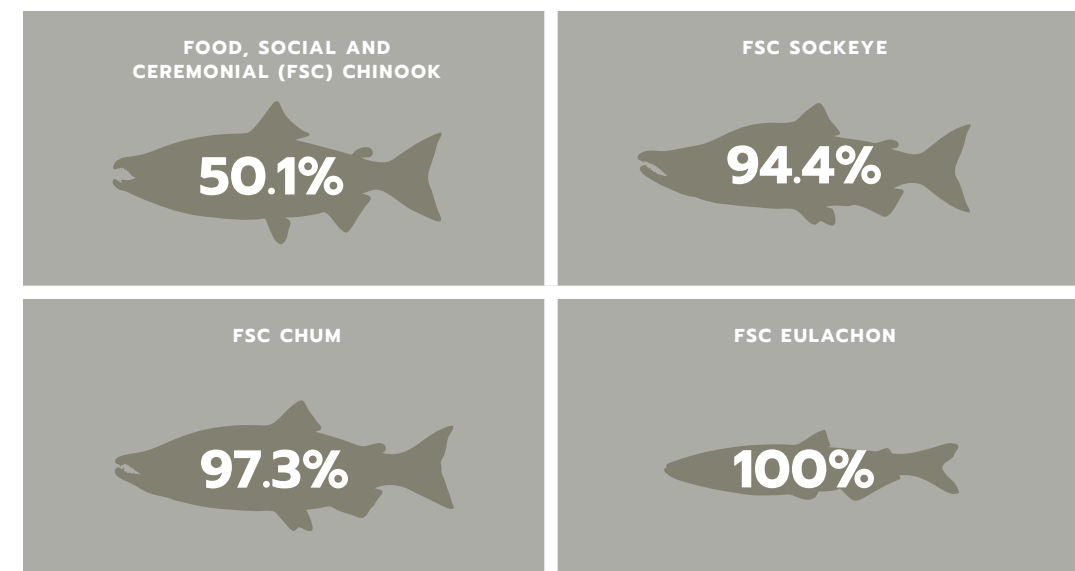 FOOD, SOCIAL AND
CEREMONIAL (FSC) CHINOOK
50.1%
FSC SOCKEYE
94.4%
FSC CHUM
97.3%
FSC EULACHON
100%